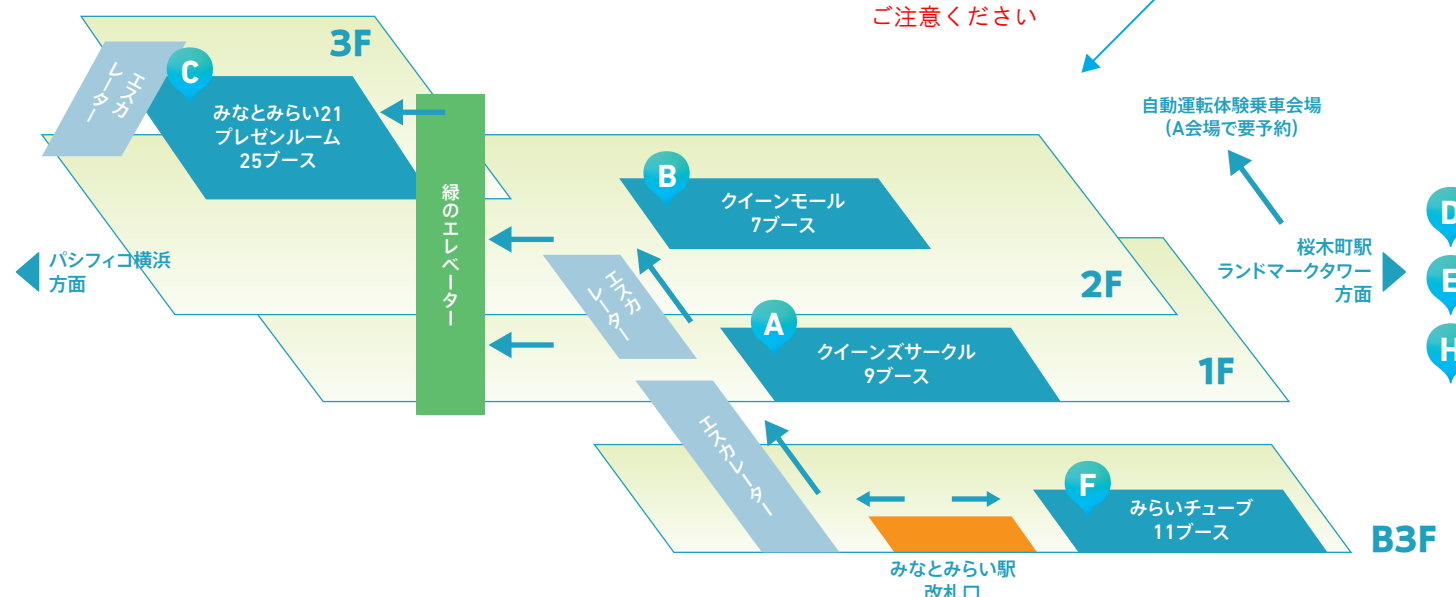 ご注意ください
3F
エスカ
レーター
C
みなとみらい21
プレゼンルーム
25ブース
自動運転体験乗車会場
(A会場で要予約)
B
クイーンモール
7ブース
緑のエレベーター
D
パシフィコ横浜
方面
桜木町駅
ランドマークタワー
方面
E
2F
エスカ
レーター
A
クイーンズサークル
9ブース
H
1F
エスカレーター
F
みらいチューブ
11ブース
B3F
みなとみらい駅
改札口